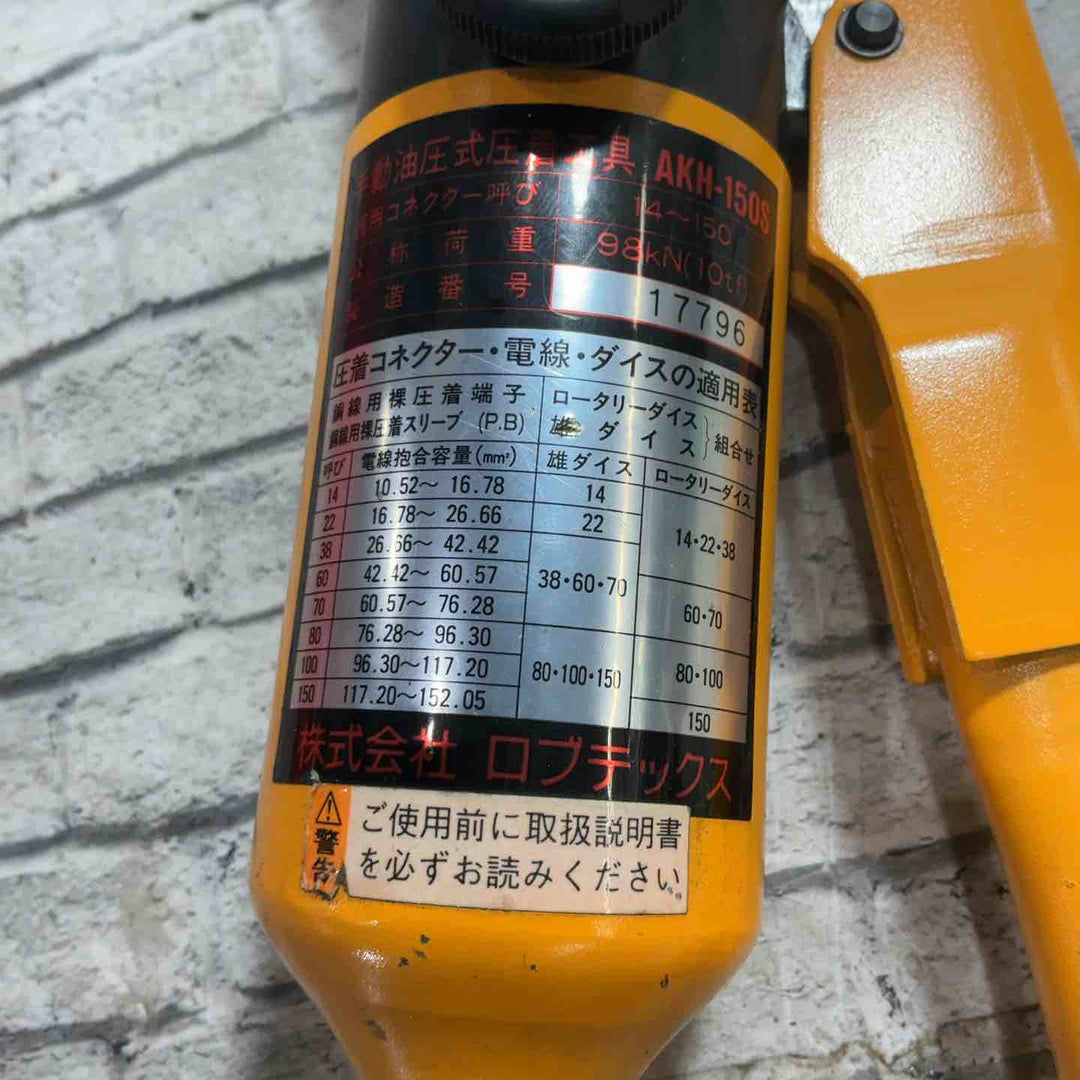 手動油圧式圧着工具 AKH-150S
使用コネクター呼び 14～150
公称荷重 98kN(10tf)
製造番号 17796
圧着コネクター・電線・ダイスの適用表
銅線用裸圧着端子 ロータリーダイス
銅線用裸圧着スリーブ (P.B) 雄ダイス }組合せ
呼び 電線抱合容量(mm²) 雄ダイス ロータリーダイス
14 10.52～ 16.78 14 14・22・38
22 16.78～ 26.66 22
38 26.66～ 42.42 38・60・70
60 42.42～ 60.57 60・70
70 60.57～ 76.28
80 76.28～ 96.30 80・100・150 80・100
100 96.30～117.20
150 117.20～152.05 150
株式会社 ロブテックス
⚠警告
ご使用前に取扱説明書
を必ずお読みください